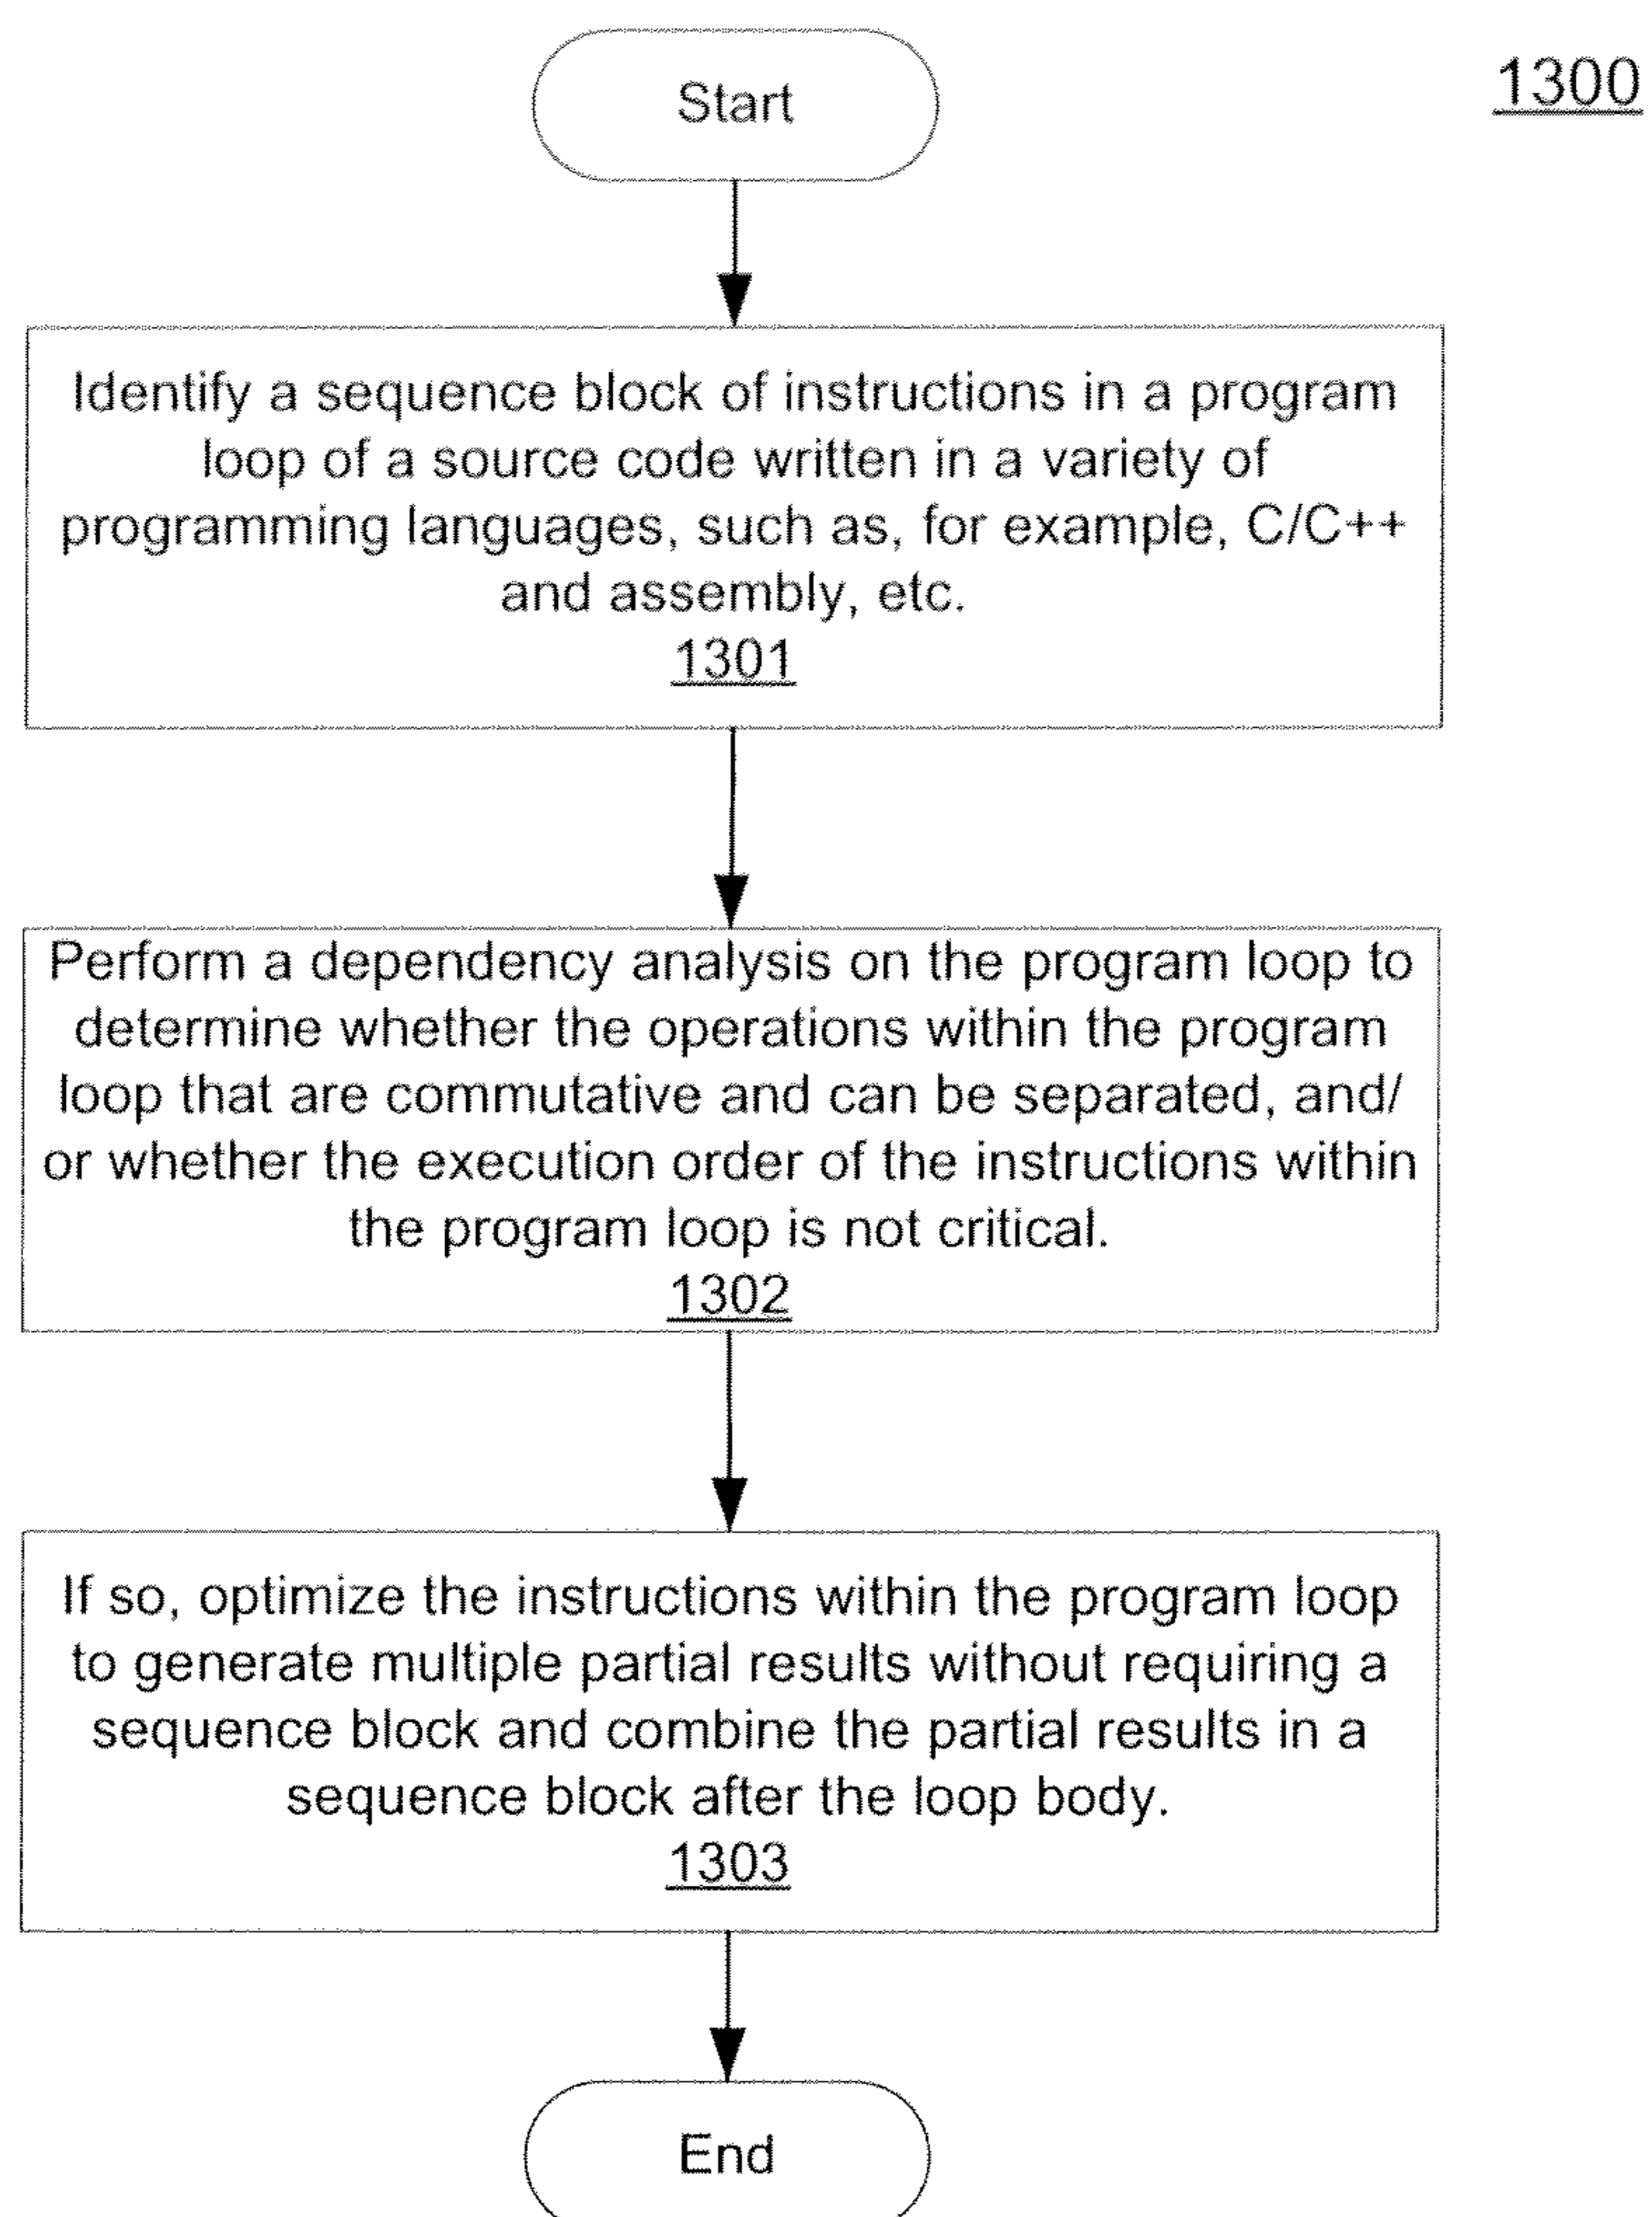 Start
1300
Identify a sequence block of instructions in a program
loop of a source code written in a variety of
programming languages, such as, for example, C/C++
and assembly, etc.
1301
Perform a dependency analysis on the program loop to
determine whether the operations within the program
loop that are commutative and can be separated, and/
or whether the execution order of the instructions within
the program loop is not critical.
1302
If so, optimize the instructions within the program loop
to generate multiple partial results without requiring a
sequence block and combine the partial results in a
sequence block after the loop body.
1303
End